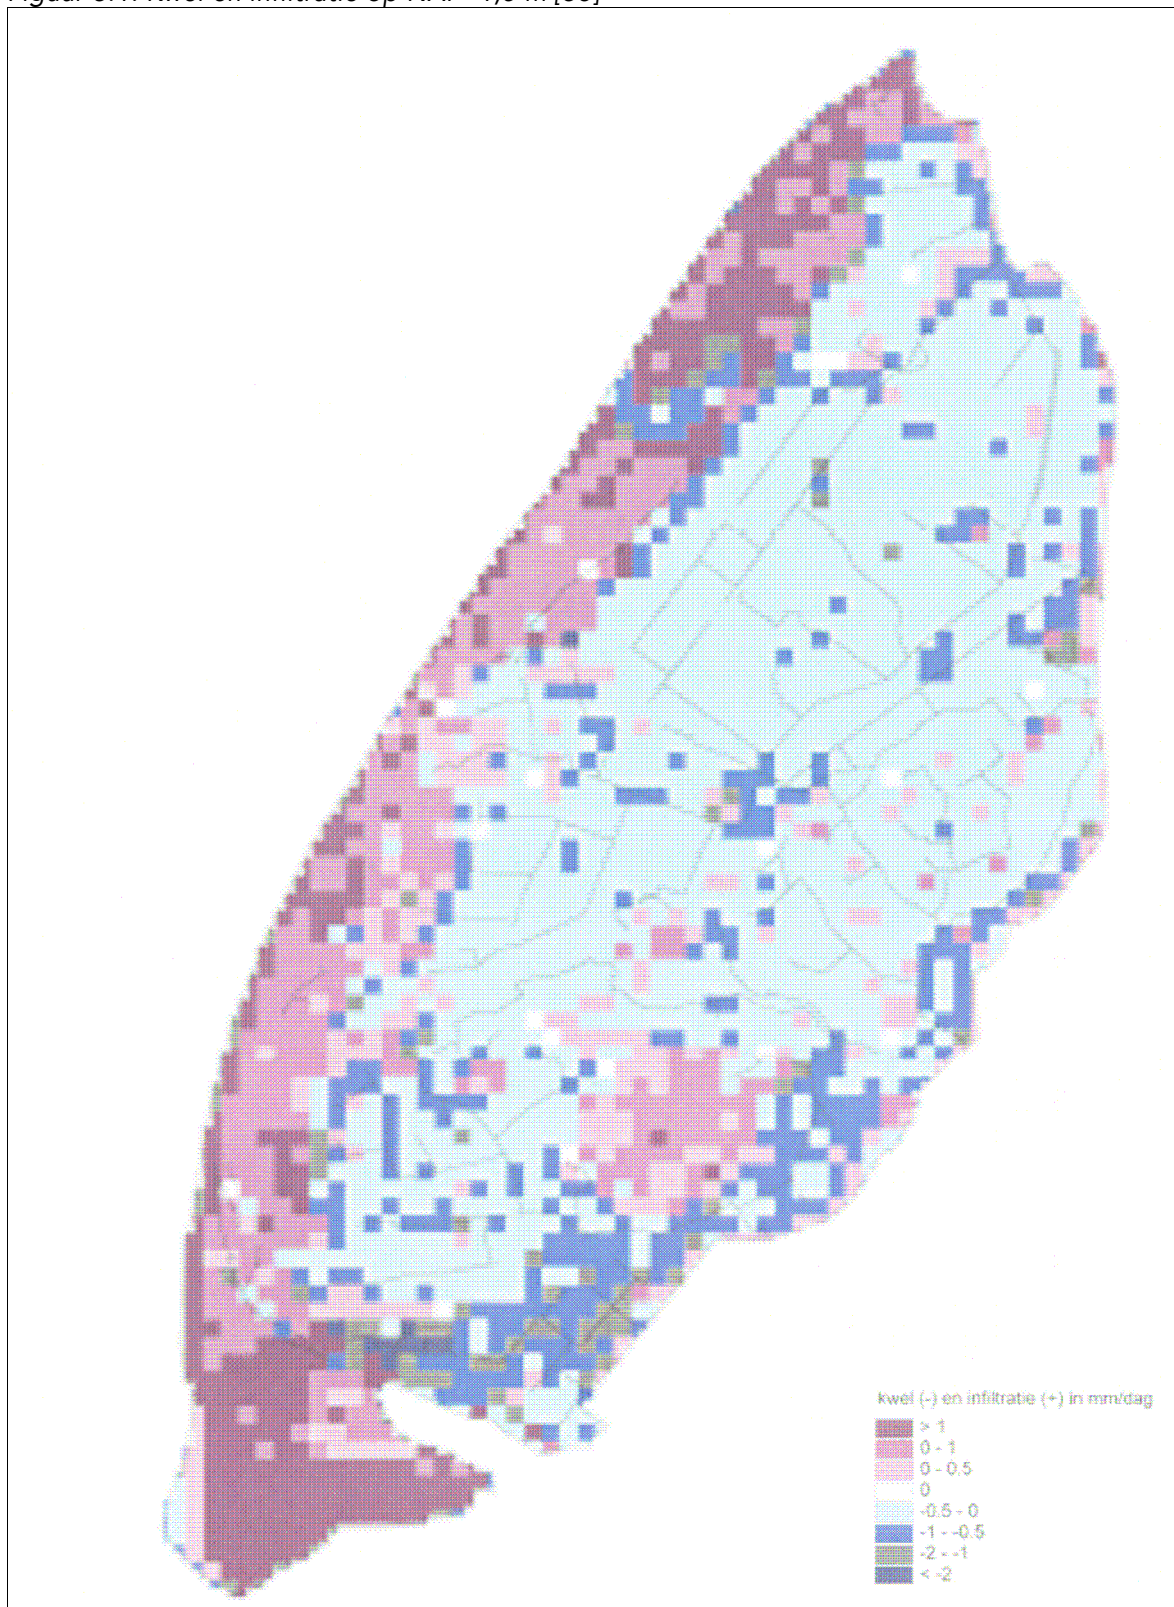 kwel (-) en infiltratie (+) in mm/dag
> 1
0 - 1
0 - 0.5
0
-0.5 - 0
-1 - -0.5
-2 - -1
< -2